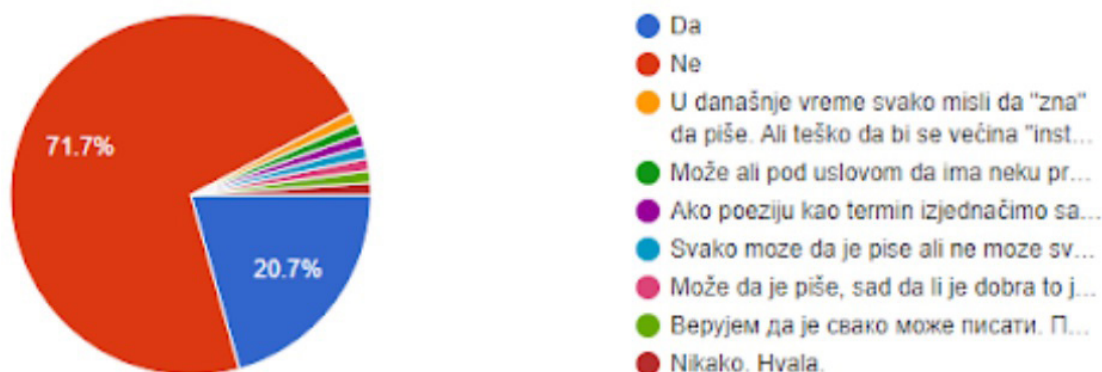 71.7%
20.7%
Da
Ne
U današnje vreme svako misli da "zna"
da piše. Ali teško da bi se većina "inst...
Može ali pod uslovom da ima neku pr...
Ako poeziju kao termin izjednačimo sa...
Svako moze da je pise ali ne moze sv...
Može da je piše, sad da li je dobra to j...
Верујем да је свако може писати. П...
Nikako. Hvala.